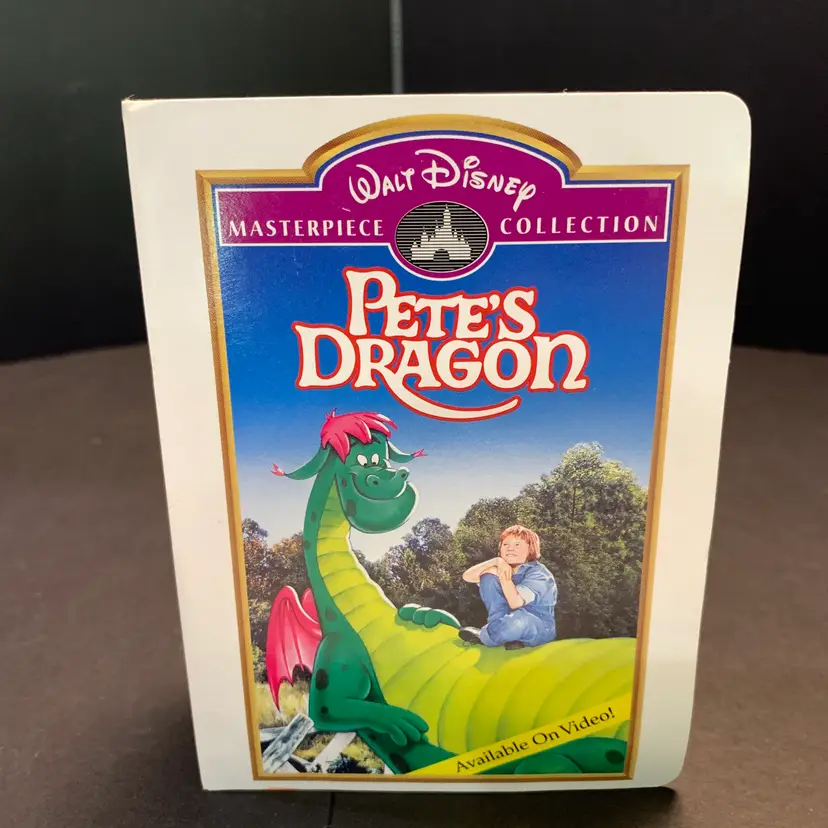 Walt Disney
MASTERPIECE COLLECTION
PETE'S
DRAGON
Available On Video!